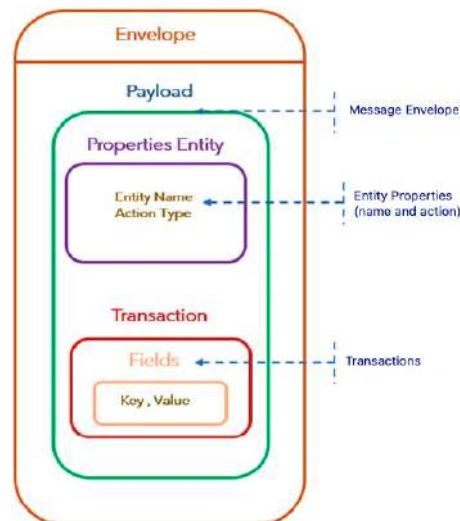 Envelope
Payload
Message Envelope
Properties Entity
Entity Name
Action Type
Entity Properties
(name and action)
Transaction
Fields
Transactions
Key , Value